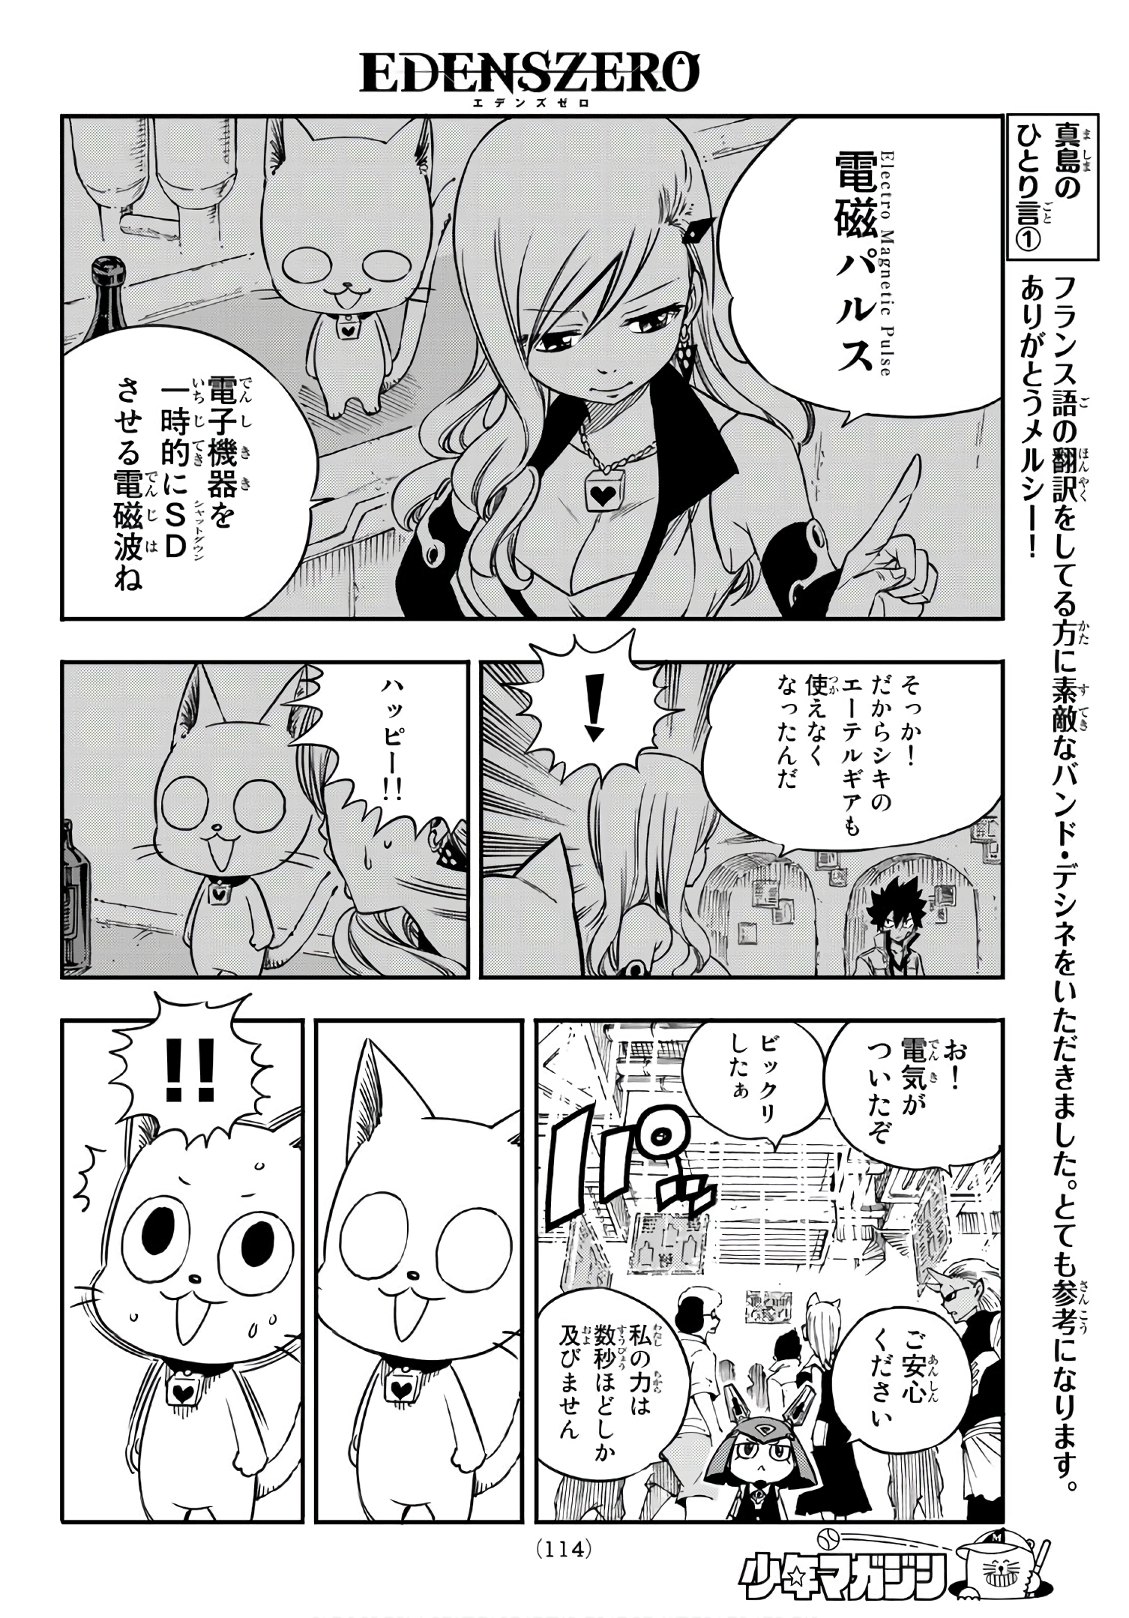 EDENSZERO
エデンズゼロ
真島の
ひとり言①
フランス語の翻訳をしてる方に素敵なバンド・デシネをいただきました。とても参考になります。
ありがとうメルシー!
電磁パルス
Electro Magnetic Pulse
電子機器を
一時的にSD
シャットダウン
させる電磁波ね
そっか!
だからシキの
エーテルギアも
使えなく
なったんだ
!
ハッピー!!
お!
電気が
ついたぞ
ビックリ
したぁ
パッ
ご安心
ください
私の力は
数秒ほどしか
及びません
!!
(114)
少年マガジン
M